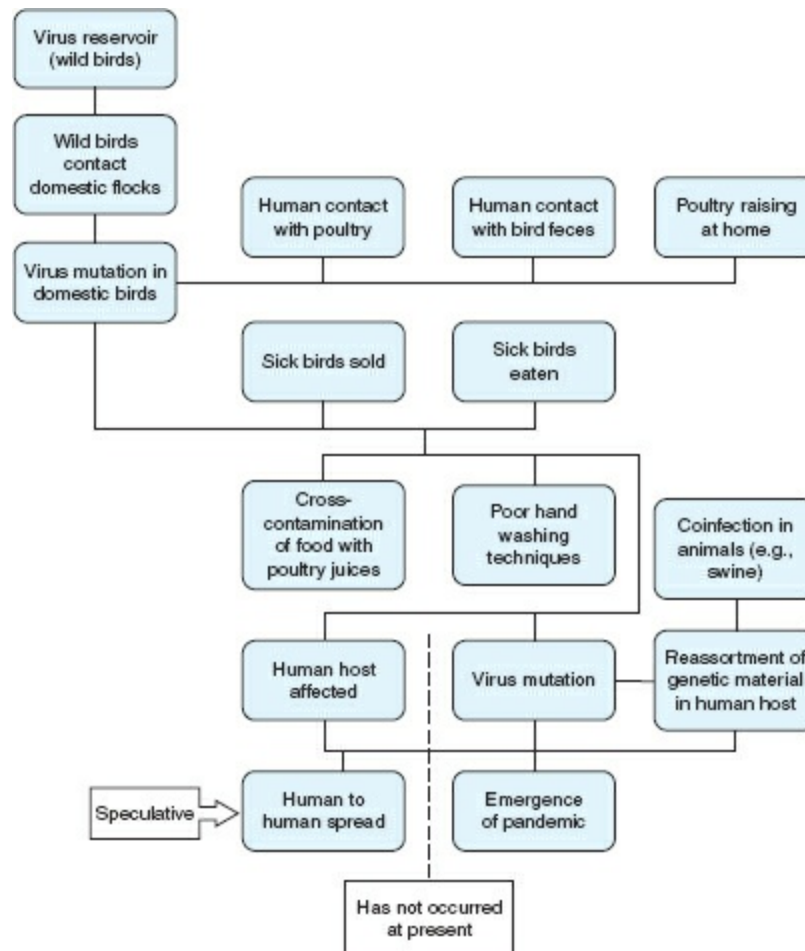 Virus reservoir
(wild birds)
Wild birds
contact
domestic flocks
Human contact
with poultry
Human contact
with bird feces
Poultry raising
at home
Virus mutation in
domestic birds
Sick birds sold
Sick birds
eaten
Cross-
contamination
of food with
poultry juices
Poor hand
washing
techniques
Coinfection in
animals (e.g.,
swine)
Human host
affected
Virus mutation
Reassortment of
genetic material
in human host
Speculative
Human to
human spread
Emergence
of pandemic
Has not occurred
at present